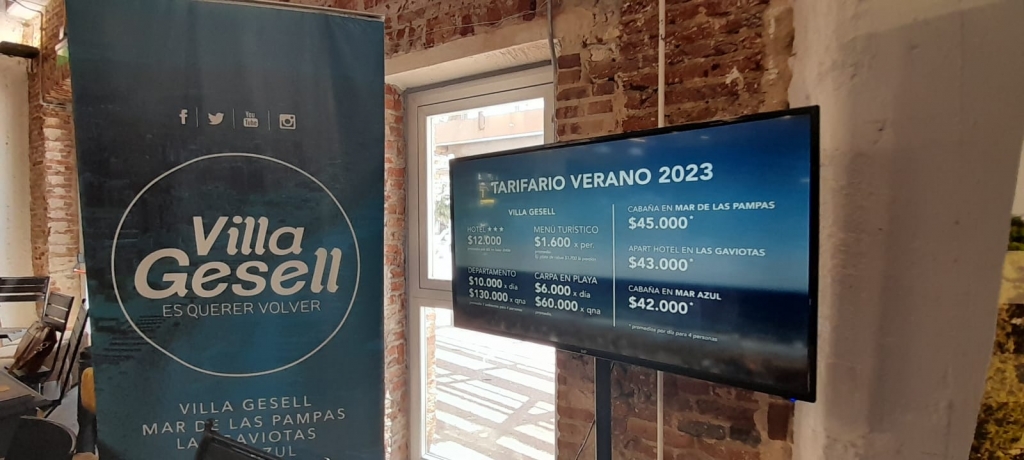 f
You Tube
Villa
Gesell
ES QUERER VOLVER
VILLA GESELL
MAR DE LAS PAMPAS
TARIFARIO VERANO 2023
VILLA GESELL
HOTEL ★★★
$12.000
MENÚ TURÍSTICO
$1.600 x per.
DEPARTAMENTO
$10.000 x día
$130.000 x qna
CARPA EN PLAYA
$6.000 x día
$60.000 x qna
CABAÑA EN MAR DE LAS PAMPAS
$45.000*
APART HOTEL EN LAS GAVIOTAS
$43.000*
CABAÑA EN MAR AZUL
$42.000*
* promedios por día para 4 personas